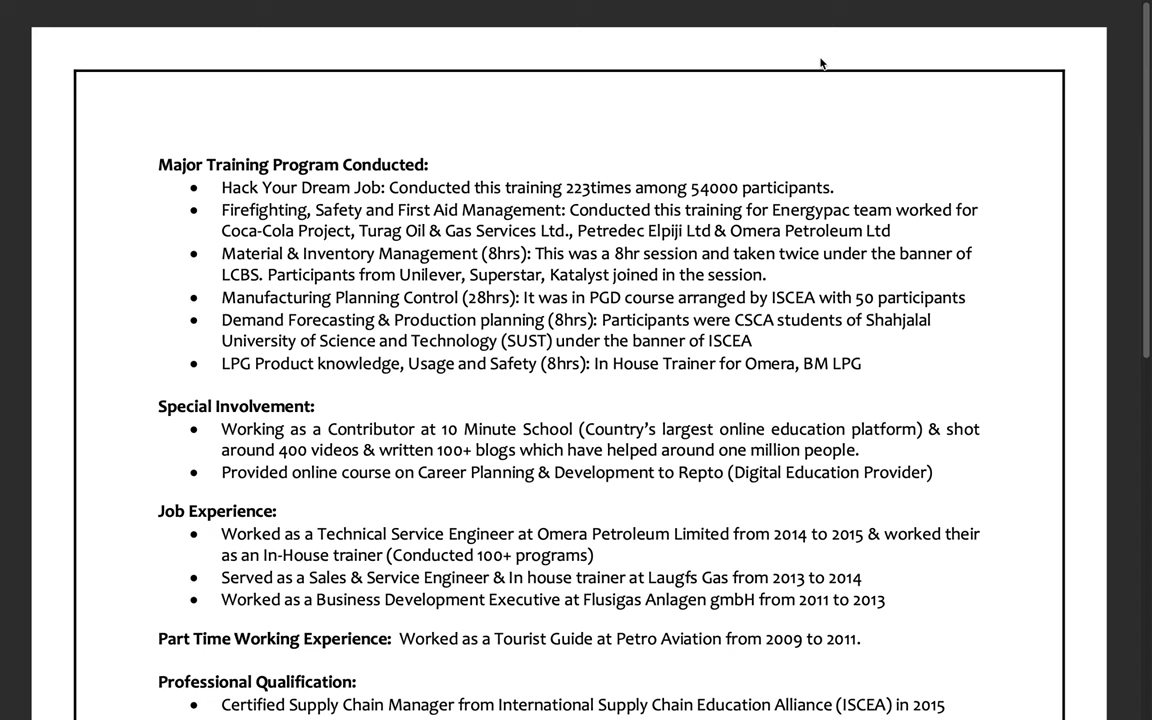 Major Training Program Conducted:
• Hack Your Dream Job: Conducted this training 223times among 54000 participants.
• Firefighting, Safety and First Aid Management: Conducted this training for Energypac team worked for
Coca-Cola Project, Turag Oil & Gas Services Ltd., Petredec Elpiji Ltd & Omera Petroleum Ltd
• Material & Inventory Management (8hrs): This was a 8hr session and taken twice under the banner of
LCBS. Participants from Unilever, Superstar, Katalyst joined in the session.
• Manufacturing Planning Control (28hrs): It was in PGD course arranged by ISCEA with 50 participants
• Demand Forecasting & Production planning (8hrs): Participants were CSCA students of Shahjalal
University of Science and Technology (SUST) under the banner of ISCEA
• LPG Product knowledge, Usage and Safety (8hrs): In House Trainer for Omera, BM LPG
Special Involvement:
• Working as a Contributor at 10 Minute School (Country's largest online education platform) & shot
around 400 videos & written 100+ blogs which have helped around one million people.
• Provided online course on Career Planning & Development to Repto (Digital Education Provider)
Job Experience:
• Worked as a Technical Service Engineer at Omera Petroleum Limited from 2014 to 2015 & worked their
as an In-House trainer (Conducted 100+ programs)
• Served as a Sales & Service Engineer & In house trainer at Laugfs Gas from 2013 to 2014
• Worked as a Business Development Executive at Flusigas Anlagen gmbH from 2011 to 2013
Part Time Working Experience: Worked as a Tourist Guide at Petro Aviation from 2009 to 2011.
Professional Qualification:
• Certified Supply Chain Manager from International Supply Chain Education Alliance (ISCEA) in 2015